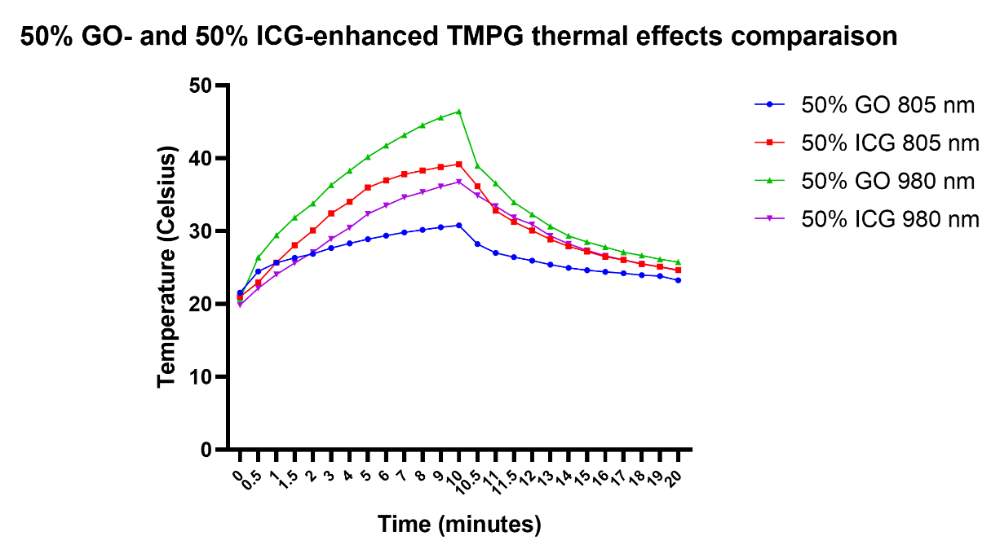 50% GO- and 50% ICG-enhanced TMPG thermal effects comparaison
50
40
30
20
10
0
Temperature (Celsius)
0 0.5 1 1.5 2 3 4 5 6 7 8 9 10 10.5 11 11.5 12 13 14 15 16 17 18 19 20
Time (minutes)
50% GO 805 nm
50% ICG 805 nm
50% GO 980 nm
50% ICG 980 nm